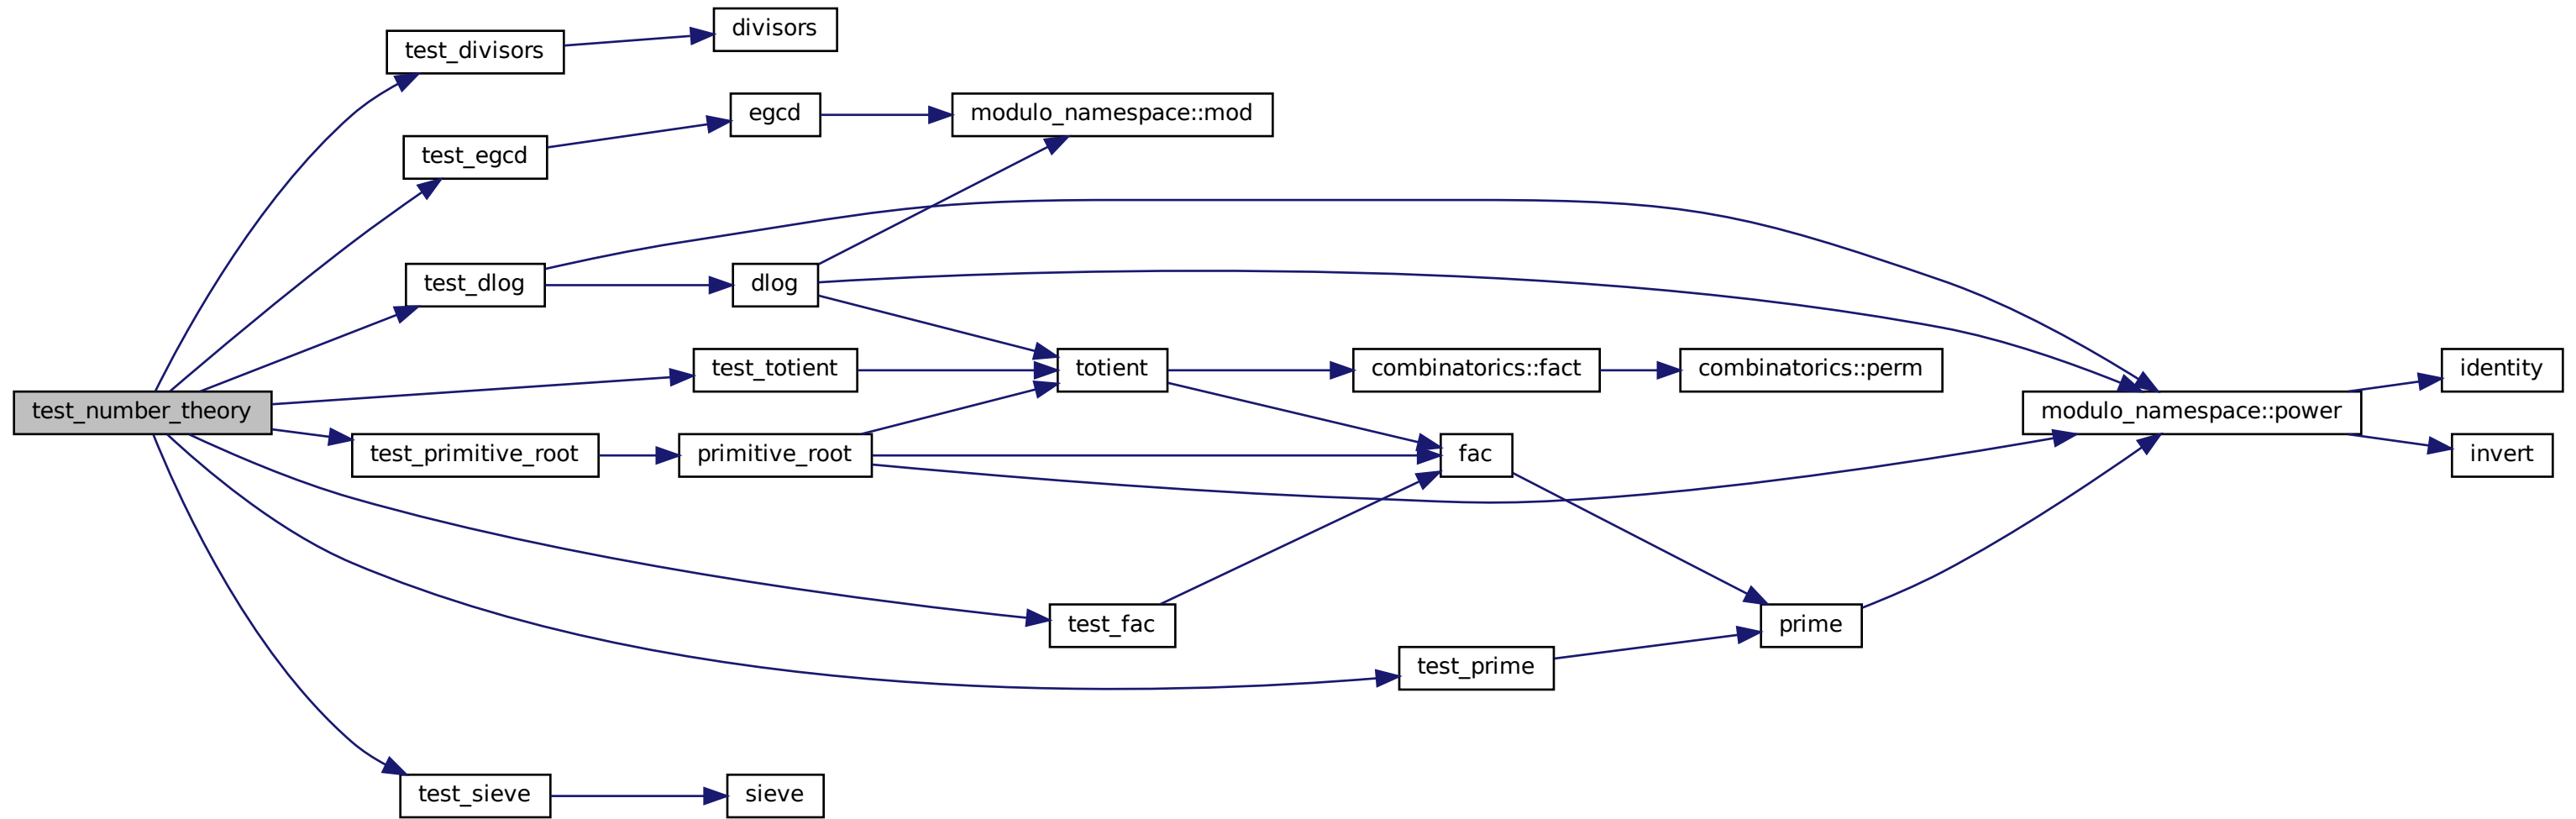 divisors
test_divisors
egcd
modulo_namespace::mod
test_egcd
test_dlog
dlog
test_totient
totient
combinatorics::fact
combinatorics::perm
identity
test_number_theory
modulo_namespace::power
test_primitive_root
primitive_root
fac
invert
test_fac
prime
test_prime
test_sieve
sieve